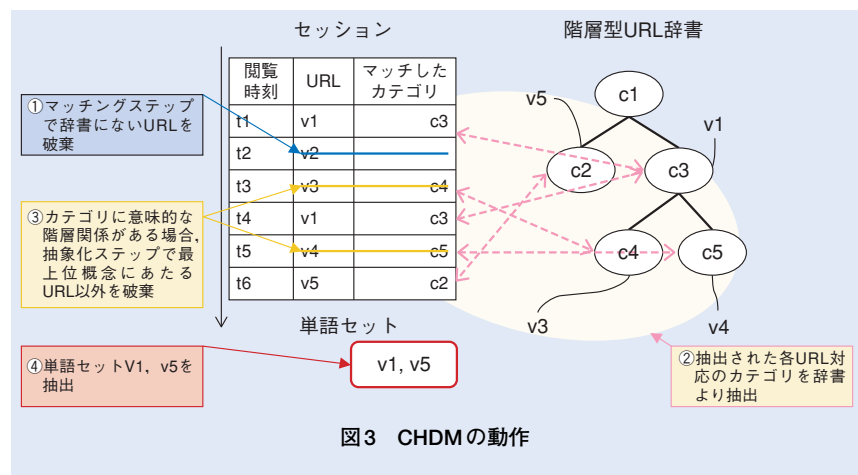 セッション
階層型URL辞書
閲覧
時刻
URL
マッチした
カテゴリ
t1 v1 c3
t2 v2
t3 v3 c4
t4 v1 c3
t5 v4 c5
t6 v5 c2
①マッチングステップ
で辞書にないURLを
破棄
③カテゴリに意味的な
階層関係がある場合，
抽象化ステップで最
上位概念にあたる
URL以外を破棄
v5
c1
v1
c2
c3
c4
c5
v3
v4
単語セット
v1, v5
④単語セットV1，v5を
抽出
②抽出された各URL対
応のカテゴリを辞書
より抽出
図3 CHDMの動作